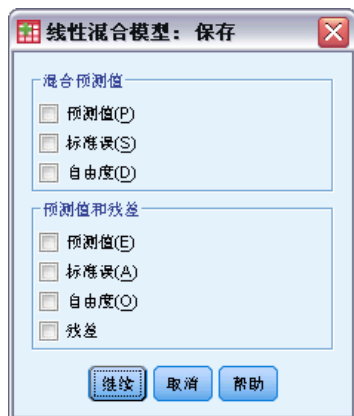 线性混合模型：保存
混合预测值
预测值(P)
标准误(S)
自由度(D)
预测值和残差
预测值(E)
标准误(A)
自由度(O)
残差
继续
取消
帮助